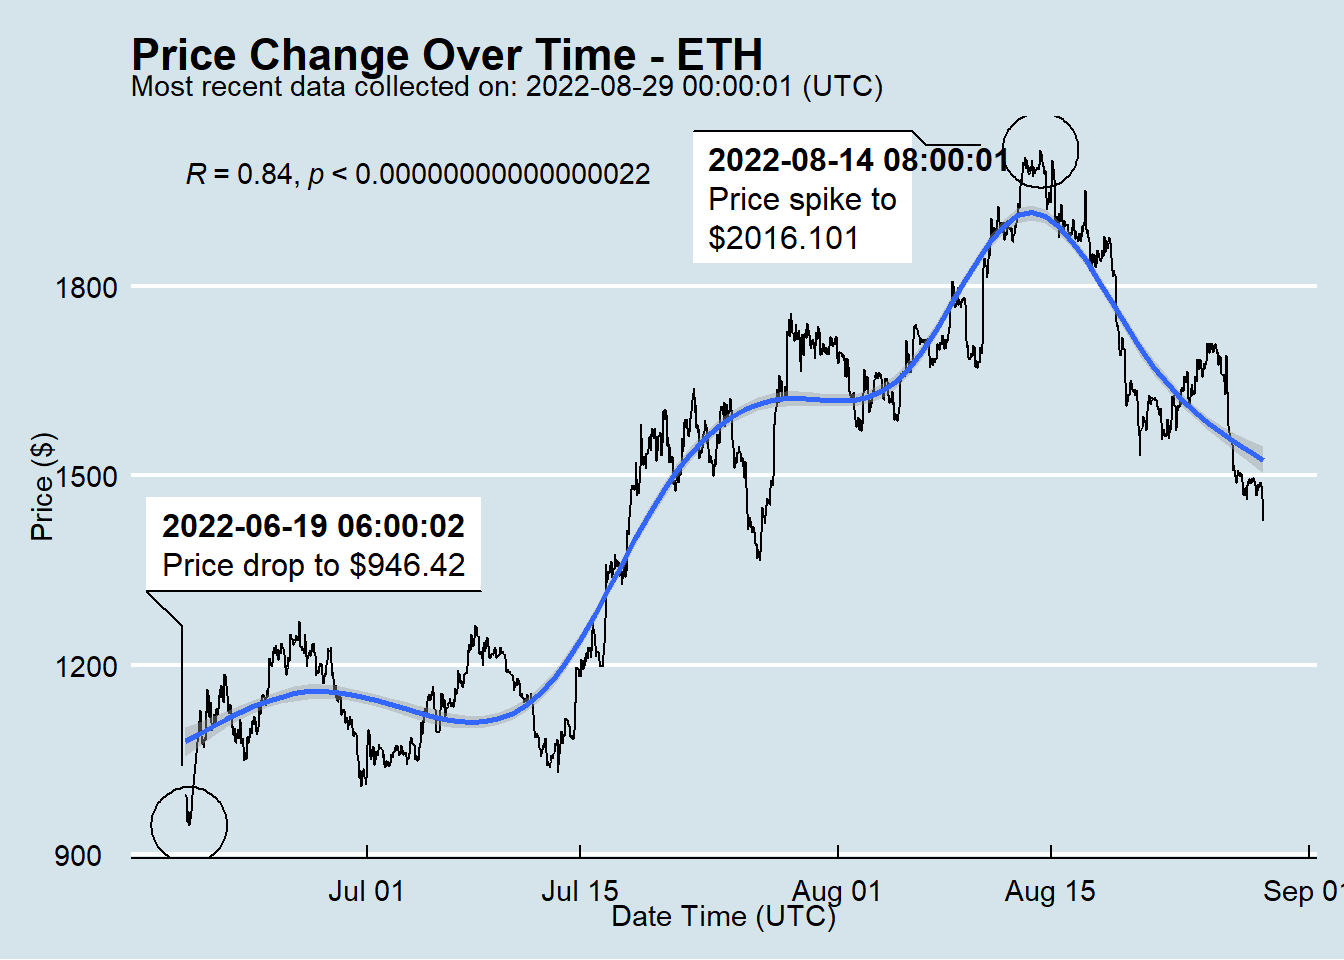 Price Change Over Time - ETH
Most recent data collected on: 2022-08-29 00:00:01 (UTC)
R = 0.84, p < 0.00000000000000022
2022-08-14 08:00:01
Price spike to
$2016.101
1800
1500
1200
900
Price ($)
2022-06-19 06:00:02
Price drop to $946.42
Jul 01
Jul 15
Aug 01
Aug 15
Sep 01
Date Time (UTC)